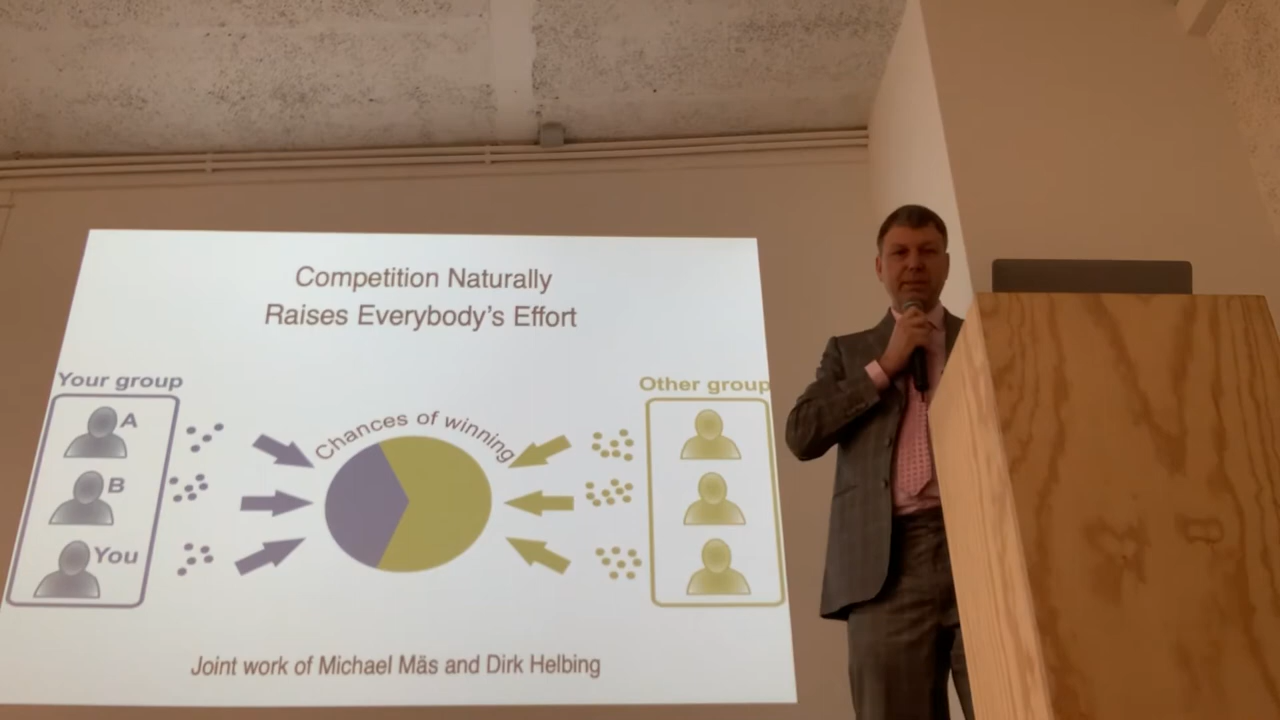 Competition Naturally
Raises Everybody's Effort
Your group
Other group
Chances of winning
A
B
You
Joint work of Michael Mäs and Dirk Helbing